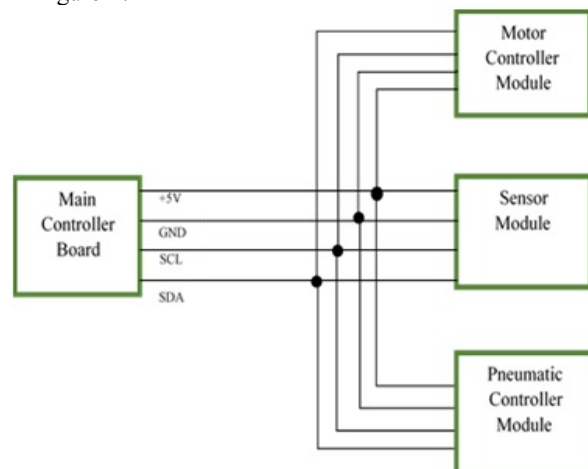 Motor
Controller
Module
Main
Controller
Board
+5V
GND
SCL
SDA
Sensor
Module
Pneumatic
Controller
Module